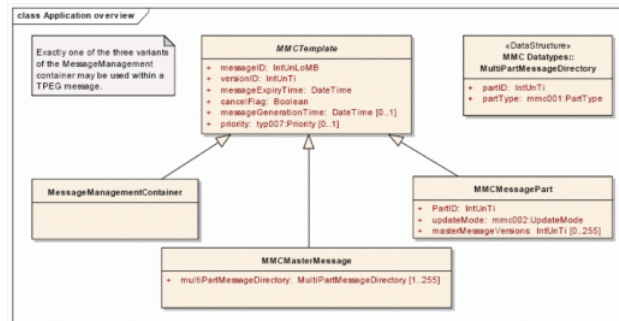 class Application overview
Exactly one of the three variants
of the MessageManagement
container may be used within a
TPEG message.
MMCTemplate
+ messageID: IntUnLoMB
+ versionID: IntUnTi
+ messageExpiryTime: DateTime
+ cancelFlag: Boolean
+ messageGenerationTime: DateTime [0..1]
+ priority: typ007:Priority [0..1]
«DataStructure»
MMC Datatypes::
MultiPartMessageDirectory
+ partID: IntUnTi
+ partType: mmc001:PartType
MessageManagementContainer
MMCMessagePart
+ PartID: IntUnTi
+ updateMode: mmc002:UpdateMode
+ masterMessageVersions: IntUnTi [0..255]
MMCMasterMessage
+ multiPartMessageDirectory: MultiPartMessageDirectory [1..255]